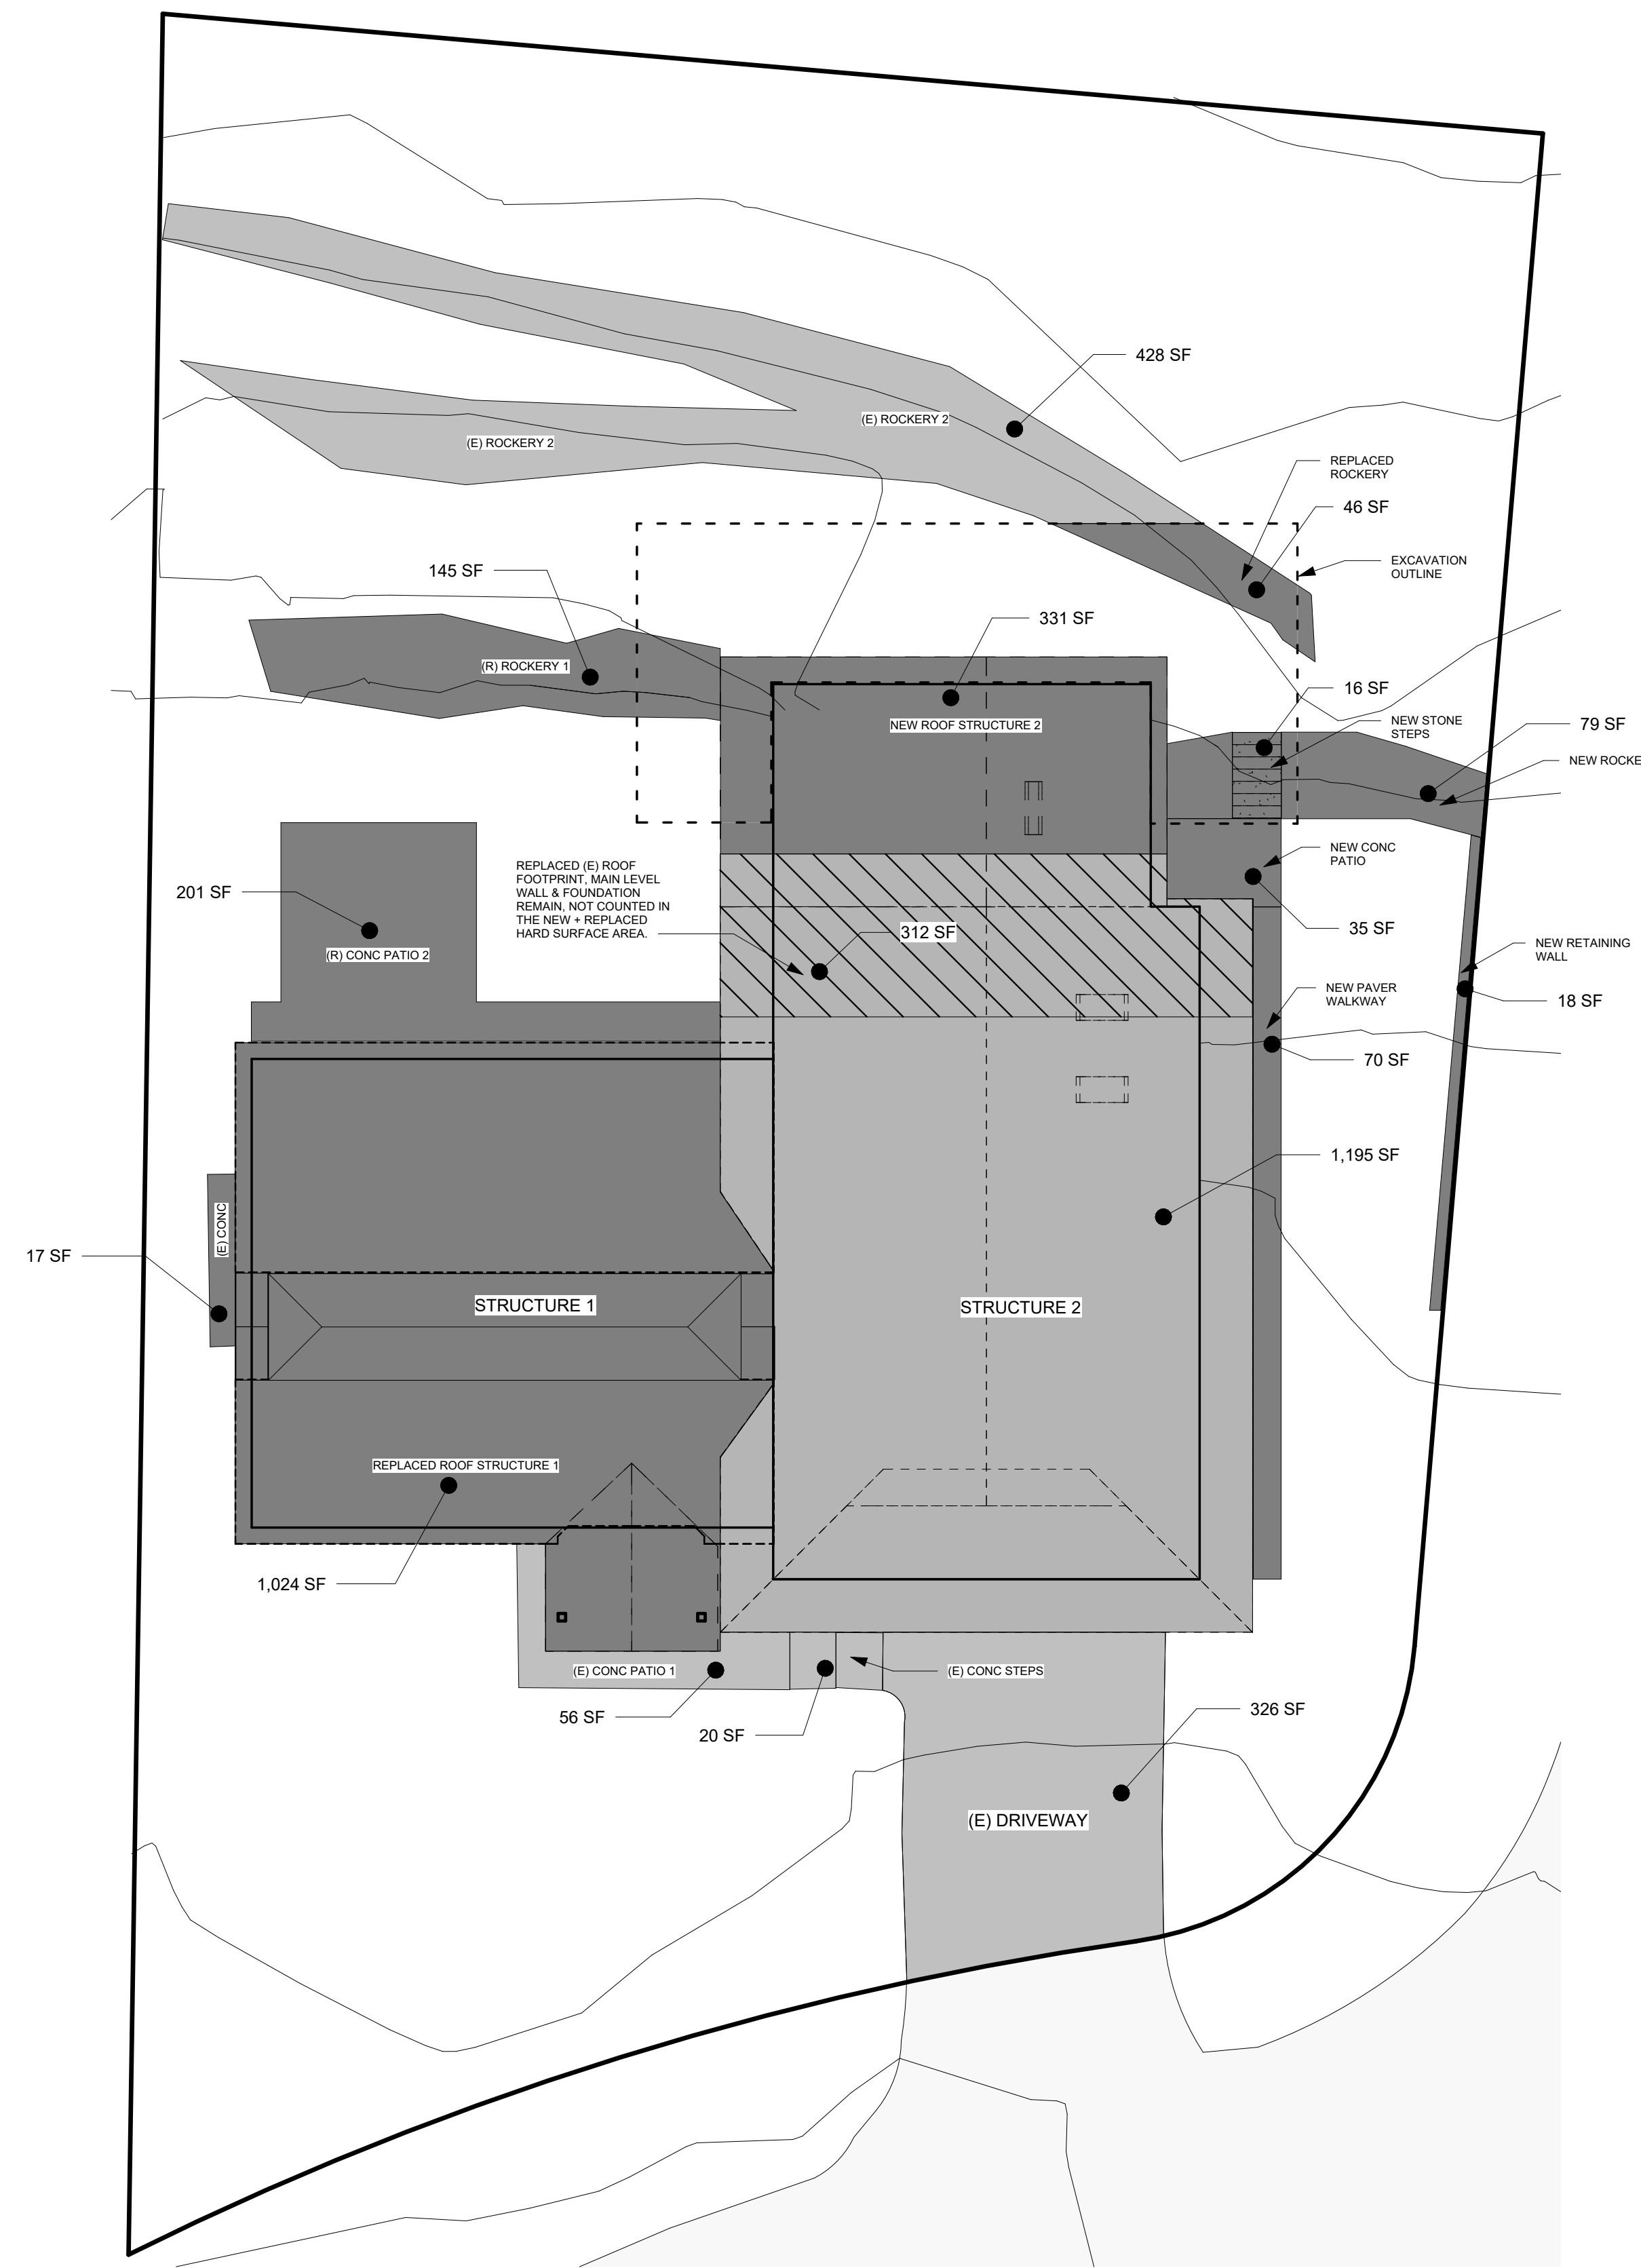 428 SF
(E) ROCKERY 2
(E) ROCKERY 2
REPLACED
ROCKERY
46 SF
EXCAVATION
OUTLINE
145 SF
331 SF
(R) ROCKERY 1
16 SF
NEW ROOF STRUCTURE 2
NEW STONE
STEPS
79 SF
NEW ROCKE
REPLACED (E) ROOF
FOOTPRINT, MAIN LEVEL
WALL & FOUNDATION
REMAIN, NOT COUNTED IN
THE NEW + REPLACED
HARD SURFACE AREA.
NEW CONC
PATIO
201 SF
312 SF
35 SF
(R) CONC PATIO 2
NEW RETAINING
WALL
NEW PAVER
WALKWAY
18 SF
70 SF
1,195 SF
(E) CONC
17 SF
STRUCTURE 1
STRUCTURE 2
REPLACED ROOF STRUCTURE 1
1,024 SF
(E) CONC PATIO 1
(E) CONC STEPS
56 SF
20 SF
326 SF
(E) DRIVEWAY